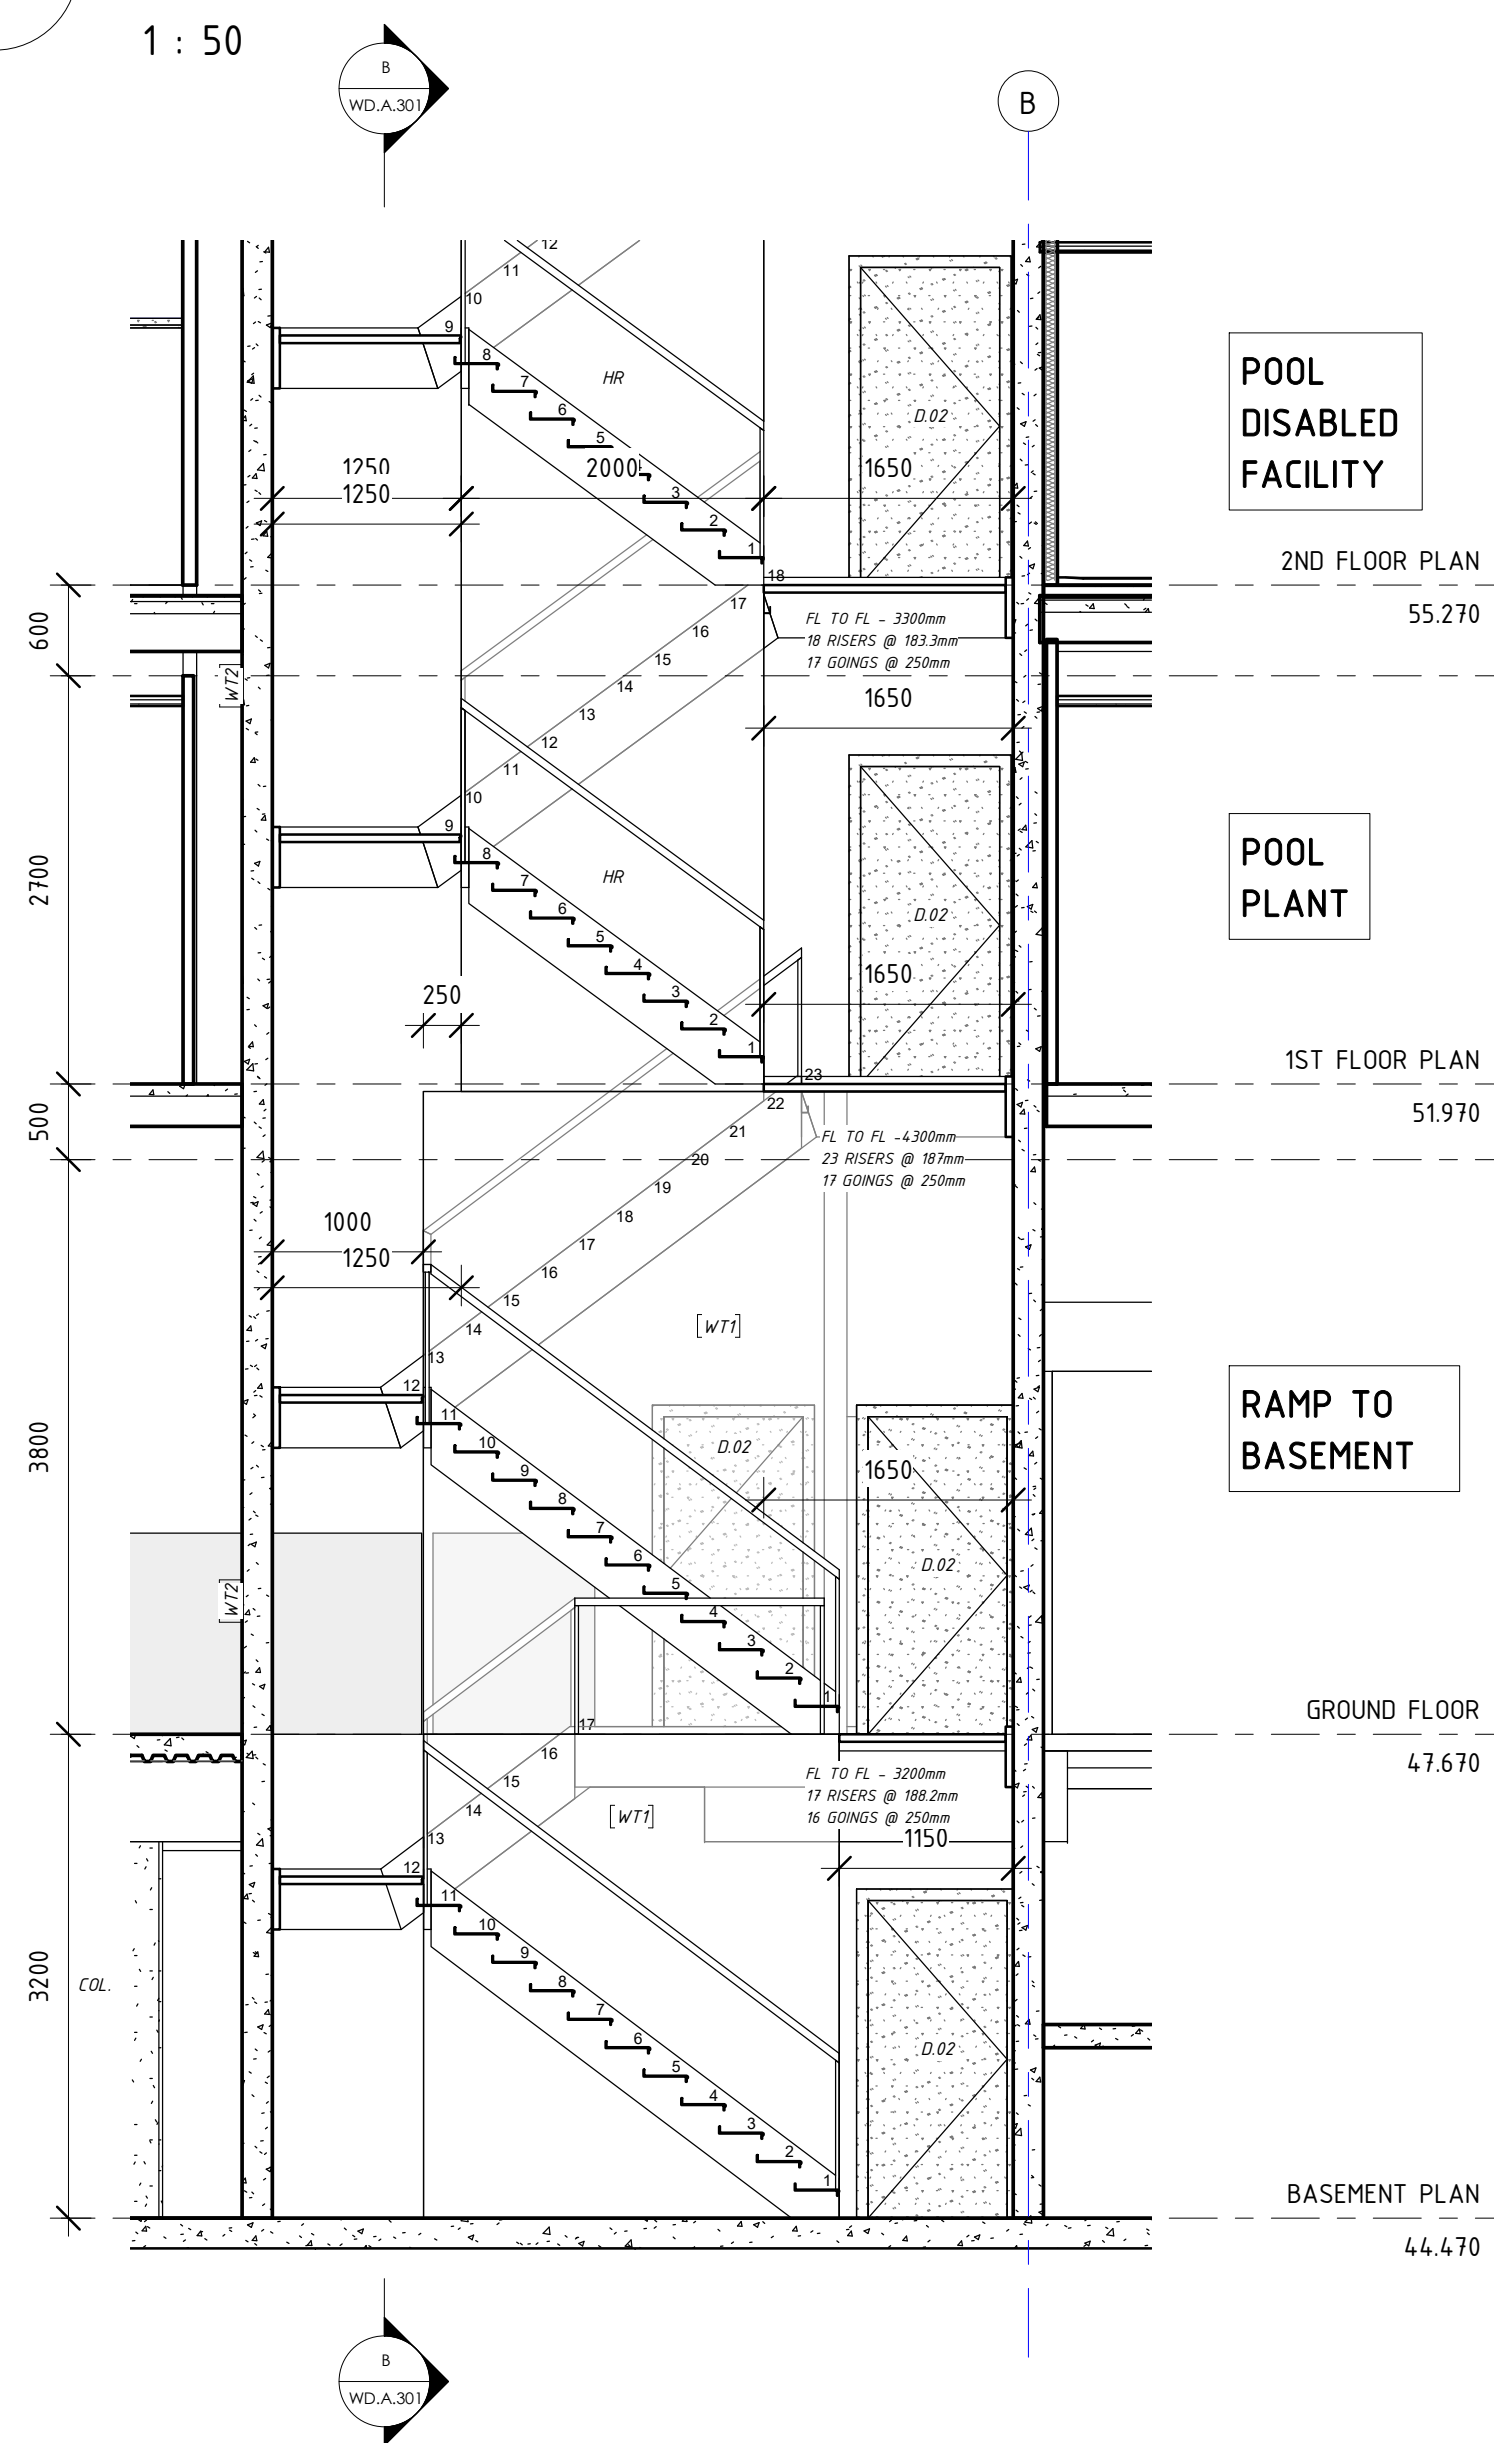 1 : 50
B
WD.A.301
B
12
11
10
9
8
7
6
5
3
2
1
HR
D.02
POOL
DISABLED
FACILITY
1250
2000
1650
1250
2ND FLOOR PLAN
55.270
600
18
17
16
15
14
13
12
11
10
9
8
7
6
5
4
3
2
1
FL TO FL - 3300mm
18 RISERS @ 183.3mm
17 GOINGS @ 250mm
[WT2]
1650
HR
D.02
POOL
PLANT
2700
1650
250
1ST FLOOR PLAN
51.970
500
23
22
21
20
19
18
17
16
15
14
13
12
11
10
9
8
7
6
5
4
3
2
1
FL TO FL -4300mm
23 RISERS @ 187mm
17 GOINGS @ 250mm
1000
1250
[WT1]
D.02
1650
D.02
RAMP TO
BASEMENT
3800
[WT2]
GROUND FLOOR
47.670
17
16
15
14
13
12
11
10
9
8
7
6
5
4
3
2
1
FL TO FL - 3200mm
17 RISERS @ 188.2mm
16 GOINGS @ 250mm
[WT1]
1150
3200
COL.
D.02
BASEMENT PLAN
44.470
B
WD.A.301